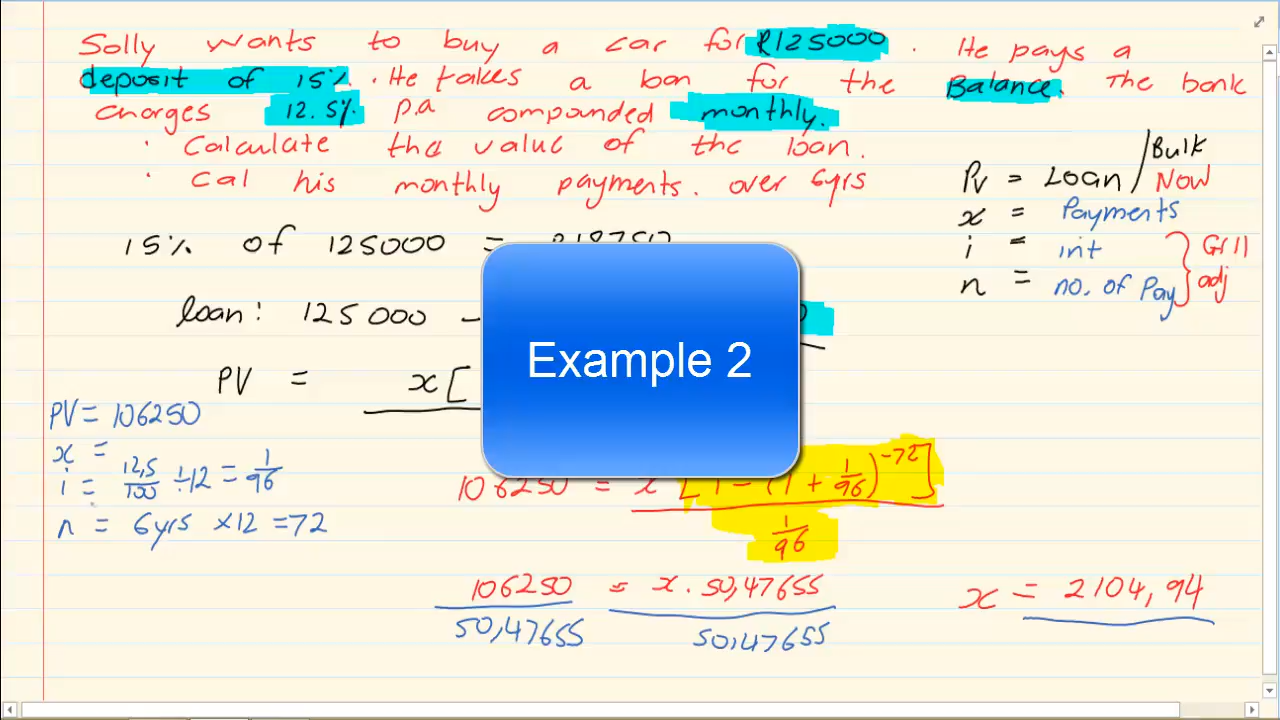 Solly wants to buy a car for R125000. He pays a
deposit of 15%. He takes a loan for the Balance. The bank
charges 12.5% p.a compounded monthly.
· Calculate the value of the loan.
· Cal his monthly payments. over 6yrs
Pv = Loan / Bulk Now
x = Payments
i = int
n = no. of Pay
Gr 11
adj
15% of 125000 = R18750
loan: 125 000 -
PV = x[
Example 2
PV = 106250
x =
i = 12,5/100 ÷12 = 1/96
n = 6yrs ×12 = 72
106250 = x [1 - (1 + 1/96)^-72]
1/96
106250 = x . 50,47655
50,47655 50,47655
x = 2104,94